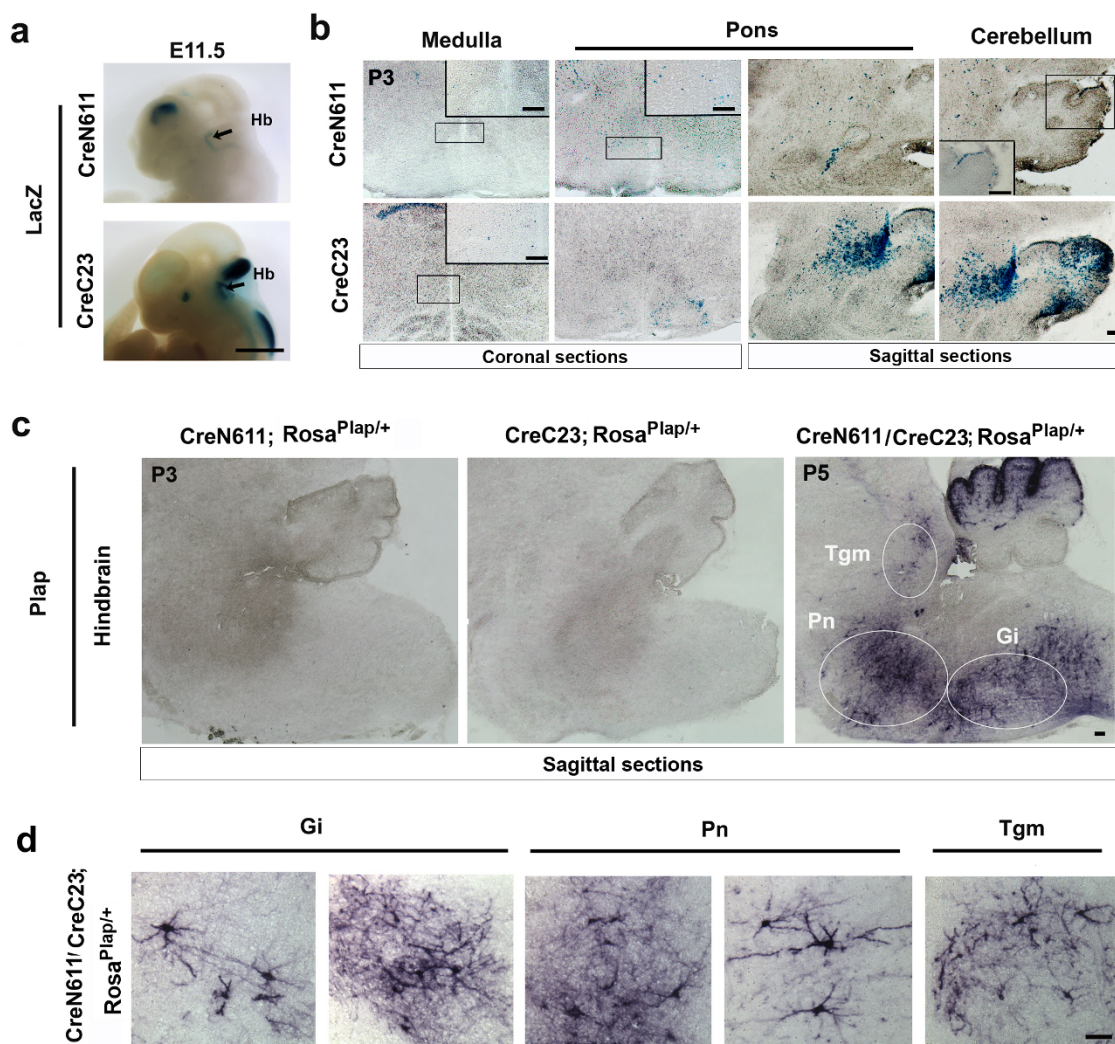 a
E11.5
LacZ
CreN611
Hb
CreC23
Hb
b
Medulla
Pons
Cerebellum
P3
CreN611
CreC23
Coronal sections
Sagittal sections
c
CreN611; Rosa^Plap/+
CreC23; Rosa^Plap/+
CreN611/CreC23; Rosa^Plap/+
Plap
Hindbrain
P3
P5
Tgm
Pn
Gi
Sagittal sections
d
Gi
Pn
Tgm
CreN611/ CreC23;
Rosa^Plap/+